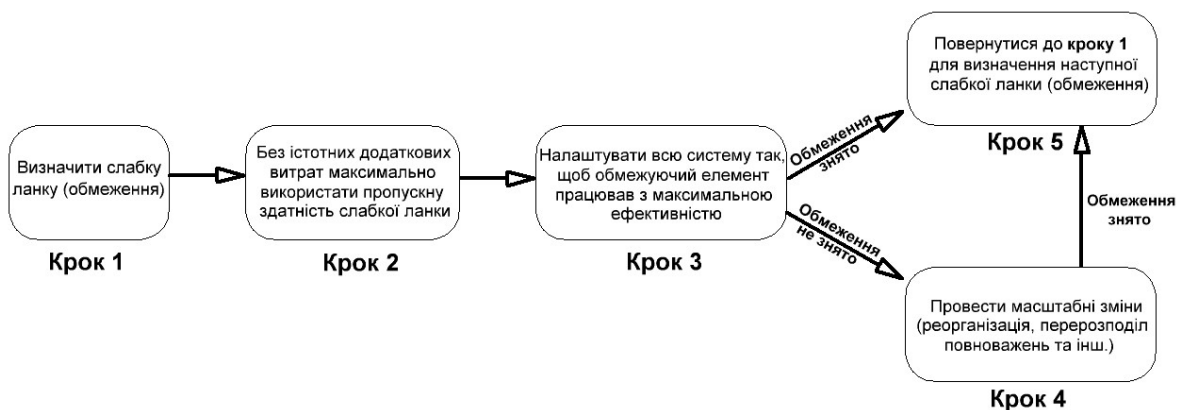 Визначити слабку
ланку (обмеження)
Крок 1
Без істотних додаткових
витрат максимально
використати пропускну
здатність слабкої ланки
Крок 2
Налаштувати всю систему так,
щоб обмежуючий елемент
працював з максимальною
ефективністю
Крок 3
Обмеження
знято
Обмеження
не знято
Повернутися до кроку 1
для визначення наступної
слабкої ланки (обмеження)
Крок 5
Обмеження
знято
Провести масштабні зміни
(реорганізація, перерозподіл
повноважень та інш.)
Крок 4